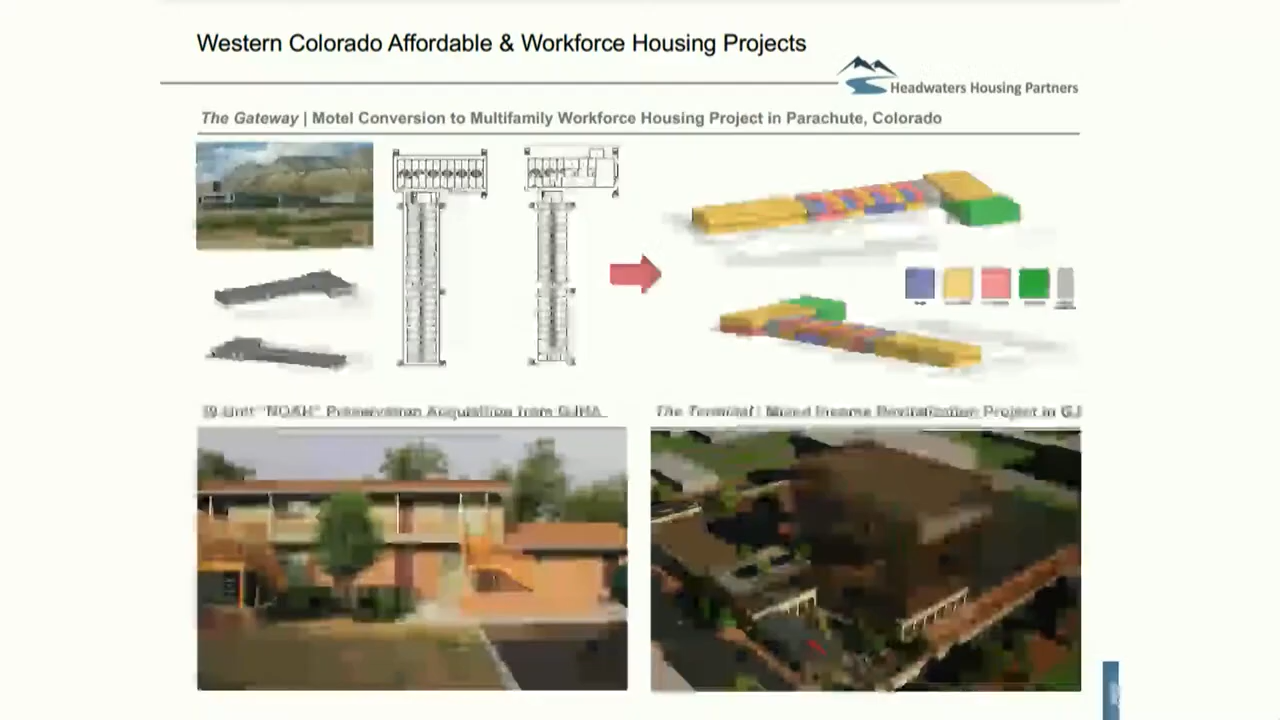 Western Colorado Affordable & Workforce Housing Projects
Headwaters Housing Partners
The Gateway | Motel Conversion to Multifamily Workforce Housing Project in Parachute, Colorado
Unit "NOAH" Preservation Acquisition from GJHA
The Terminal | Mixed Income Revitalization Project in GJ